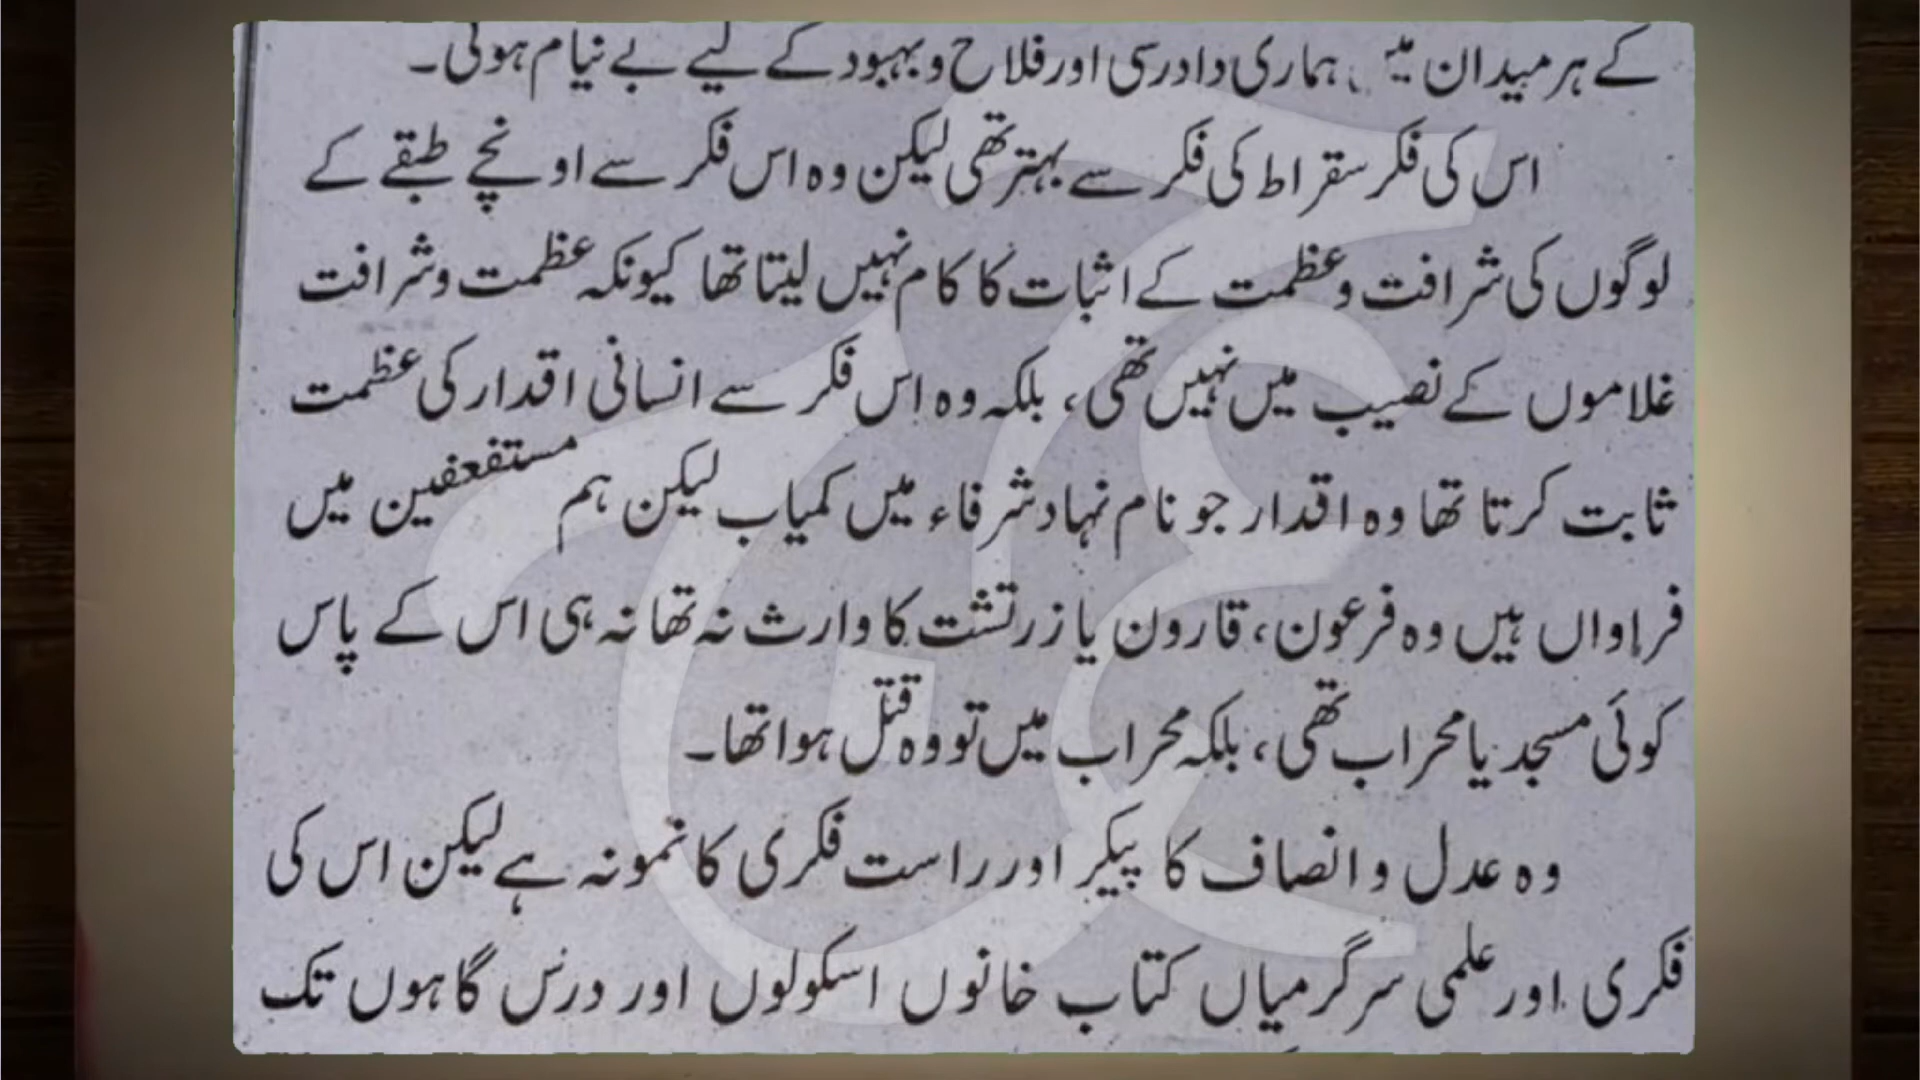 کے ہر میدان میں ہماری دادرسی اور فلاح و بہبود کے لیے بے نیام ہوئی۔
اس کی فکر سقراط کی فکر سے بہتر تھی لیکن وہ اس فکر سے اونچے طبقے کے
لوگوں کی شرافت و عظمت کے اثبات کا کام نہیں لیتا تھا کیونکہ عظمت و شرافت
غلاموں کے نصیب میں نہیں تھی، بلکہ وہ اس فکر سے انسانی اقدار کی عظمت
ثابت کرتا تھا وہ اقدار جو نام نہاد شرفاء میں کمیاب لیکن ہم مستفعفین میں
فراواں ہیں وہ فرعون، قارون یا زرتشت کا وارث نہ تھا نہ ہی اس کے پاس
کوئی مسجد یا محراب تھی، بلکہ محراب میں تو وہ قتل ہوا تھا۔
وہ عدل و انصاف کا پیکر اور راست فکری کا نمونہ ہے لیکن اس کی
فکری اور علمی سرگرمیاں کتاب خانوں اسکولوں اور درس گاہوں تک